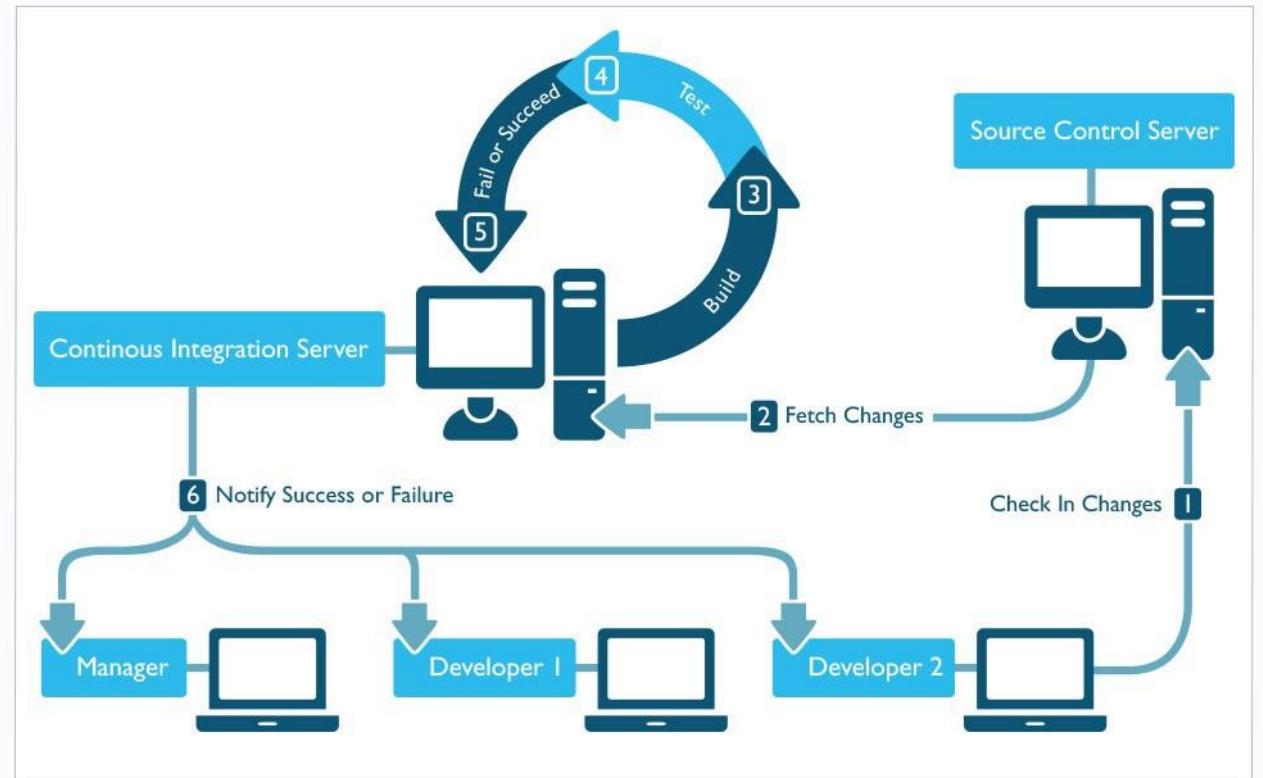 4
Test
Fail or Succeed
Source Control Server
3
5
Build
Continous Integration Server
2 Fetch Changes
6 Notify Success or Failure
Check In Changes 1
Manager
Developer 1
Developer 2